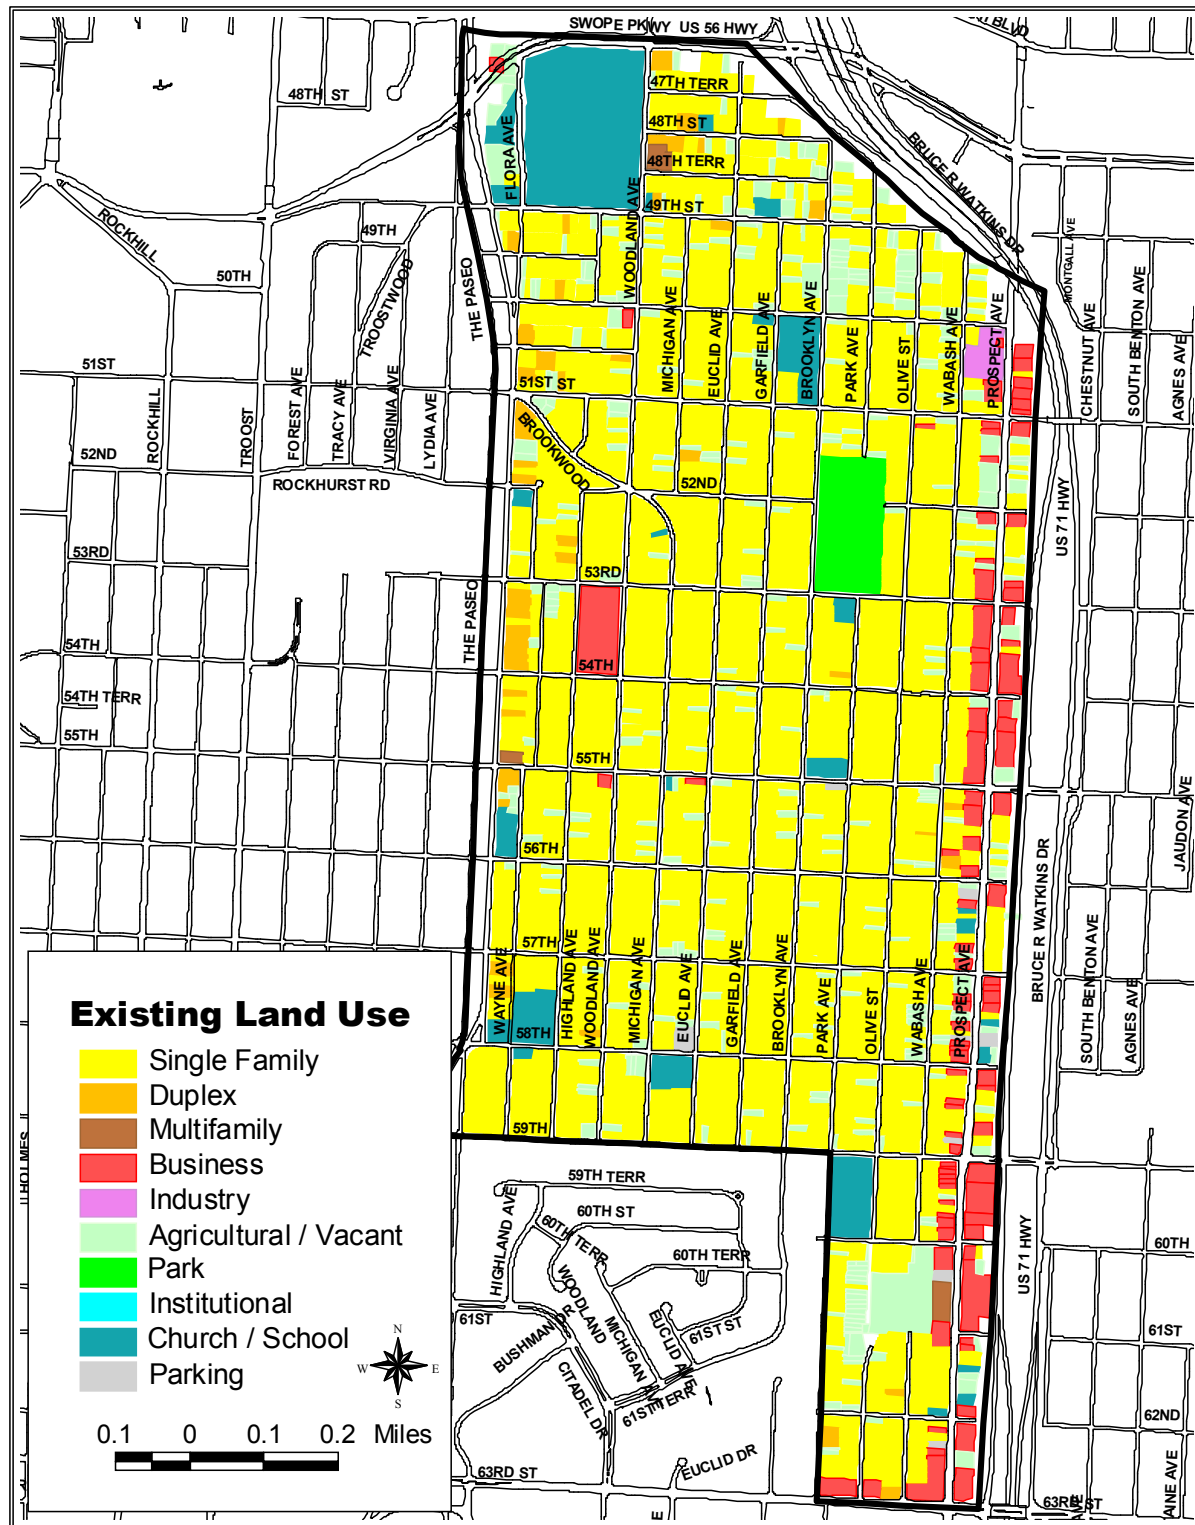 SWOPE PKWY US 56 HWY
BLVD
48TH ST
47TH TERR
48TH ST
48TH TERR
49TH ST
FLORA AVE
WOODLAND AVE
BRUCE R WATKINS DR
ROCKHILL
49TH
50TH
TROOSTWOOD
THE PASEO
MONTGALL AVE
MICHIGAN AVE
EUCLID AVE
GARFIELD AVE
BROOKLYN AVE
PARK AVE
OLIVE ST
WABASH AVE
PROSPECT AVE
CHESTNUT AVE
SOUTH BENTON AVE
AGNES AVE
51ST
51ST ST
ROCKHILL
TROOST
FOREST AVE
TRACY AVE
VIRGINIA AVE
LYDIA AVE
BROOKWOOD
52ND
52ND
ROCKHURST RD
US 71 HWY
53RD
53RD
THE PASEO
54TH
54TH
54TH TERR
55TH
55TH
56TH
JAUDON AVE
BRUCE R WATKINS DR
57TH
WAYNE AVE
HIGHLAND AVE
WOODLAND AVE
MICHIGAN AVE
EUCLID AVE
GARFIELD AVE
BROOKLYN AVE
PARK AVE
OLIVE ST
WABASH AVE
PROSPECT AVE
SOUTH BENTON AVE
AGNES AVE
58TH
59TH
Existing Land Use
Single Family
Duplex
Multifamily
Business
Industry
Agricultural / Vacant
Park
Institutional
Church / School
Parking
N
W E
S
0.1 0 0.1 0.2 Miles
HOLMES
59TH TERR
60TH ST
60TH TERR
60TH TERR
HIGHLAND AVE
WOODLAND
MICHIGAN AVE
EUCLID AVE
61ST
61ST ST
BUSHMAN DR
CITADEL DR
61ST TERR
EUCLID DR
63RD ST
US 71 HWY
60TH
61ST
62ND
63RD ST
AINE AVE
AVE
E
E